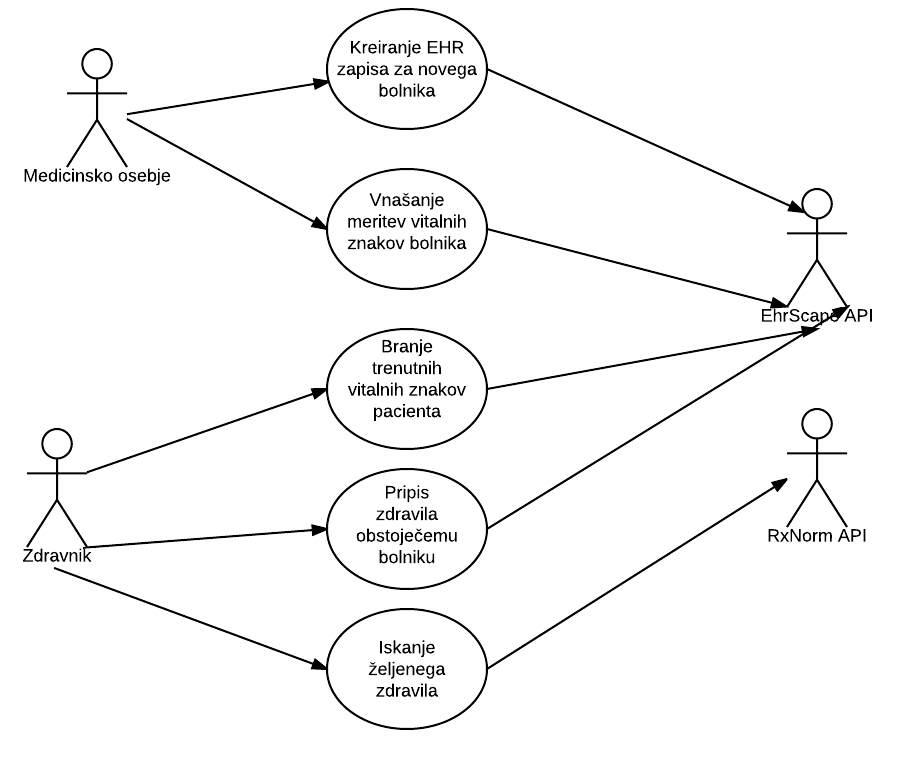 Kreiranje EHR
zapisa za novega
bolnika
Medicinsko osebje
Vnašanje
meritev vitalnih
znakov bolnika
EhrScape API
Branje
trenutnih
vitalnih znakov
pacienta
Zdravnik
Pripis
zdravila
obstoječemu
bolniku
RxNorm API
Iskanje
željenega
zdravila